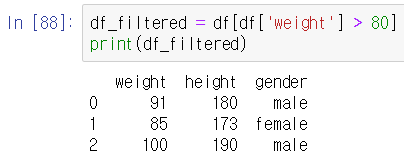 In [88]: df_filtered = df[df['weight'] > 80]
print(df_filtered)
weight height gender
0 91 180 male
1 85 173 female
2 100 190 male